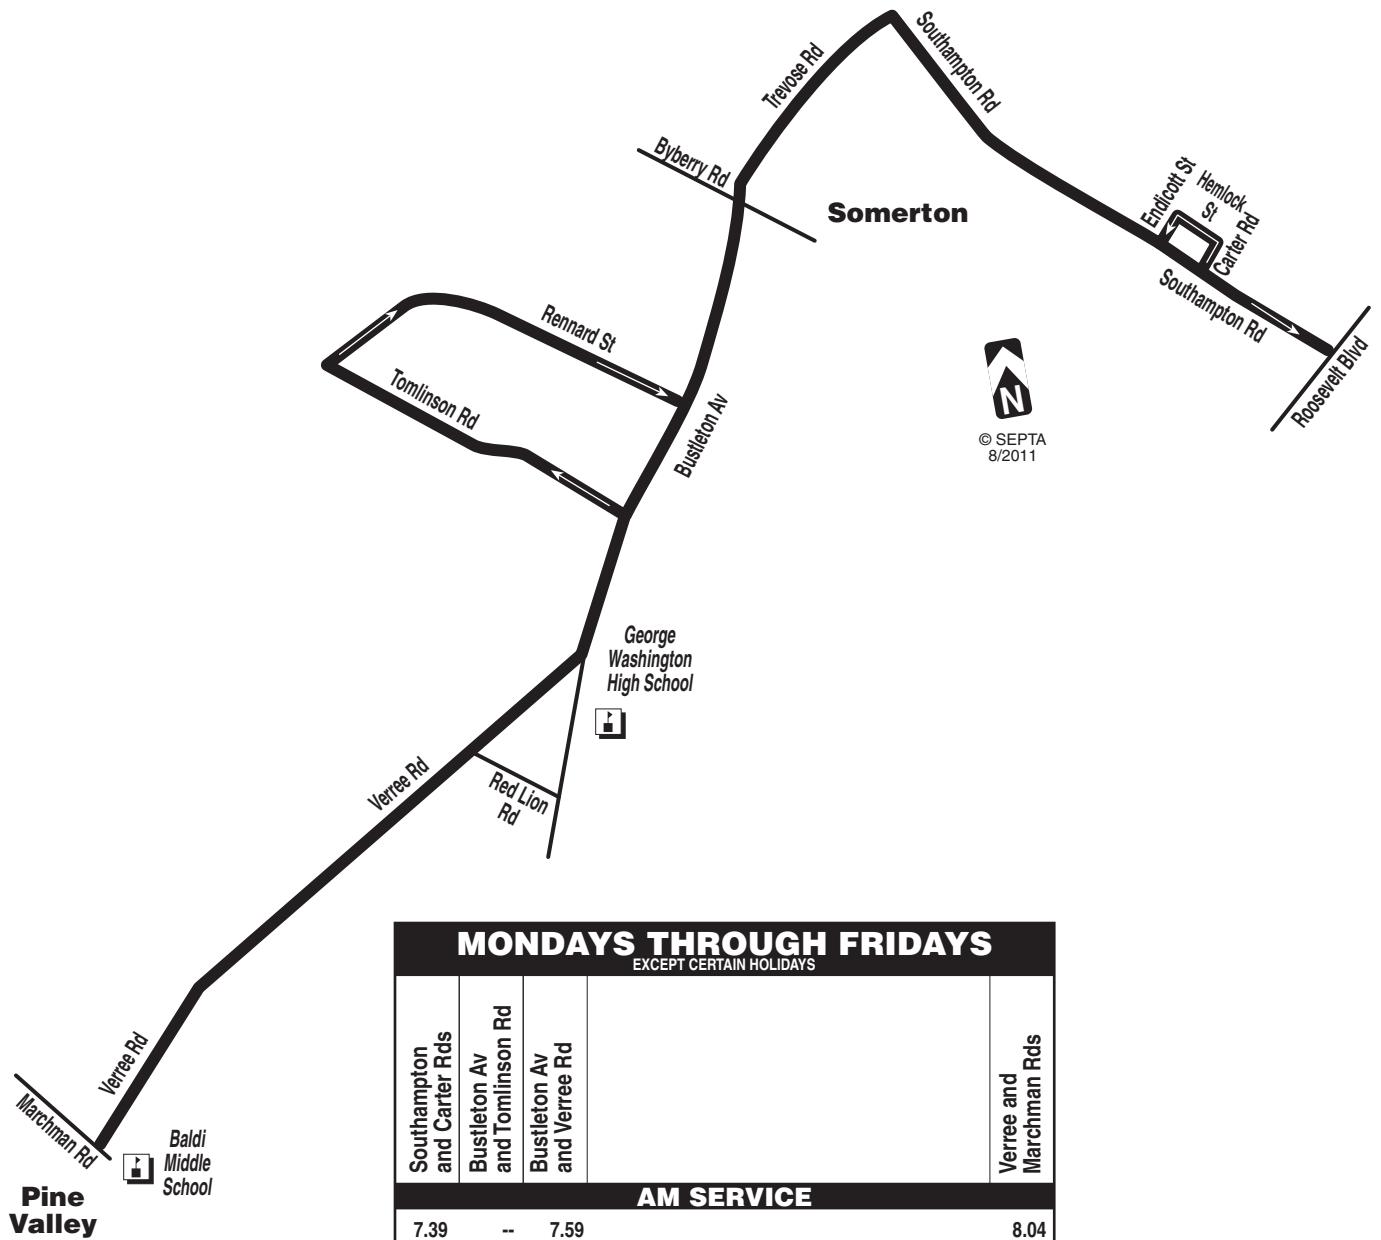 Southampton Rd
Trevose Rd
Byberry Rd
Somerton
Endicott St
Hemlock
St
Carter Rd
Southampton Rd
Roosevelt Blvd
Rennard St
Tomlinson Rd
Bustleton Av
N
© SEPTA
8/2011
George
Washington
High School
Verree Rd
Red Lion
Rd
Verree Rd
Marchman Rd
Baldi
Middle
School
Pine
Valley
MONDAYS THROUGH FRIDAYS
EXCEPT CERTAIN HOLIDAYS
Southampton
and Carter Rds
Bustleton Av
and Tomlinson Rd
Bustleton Av
and Verree Rd
Verree and
Marchman Rds
AM SERVICE
7.39 -- 7.59 8.04